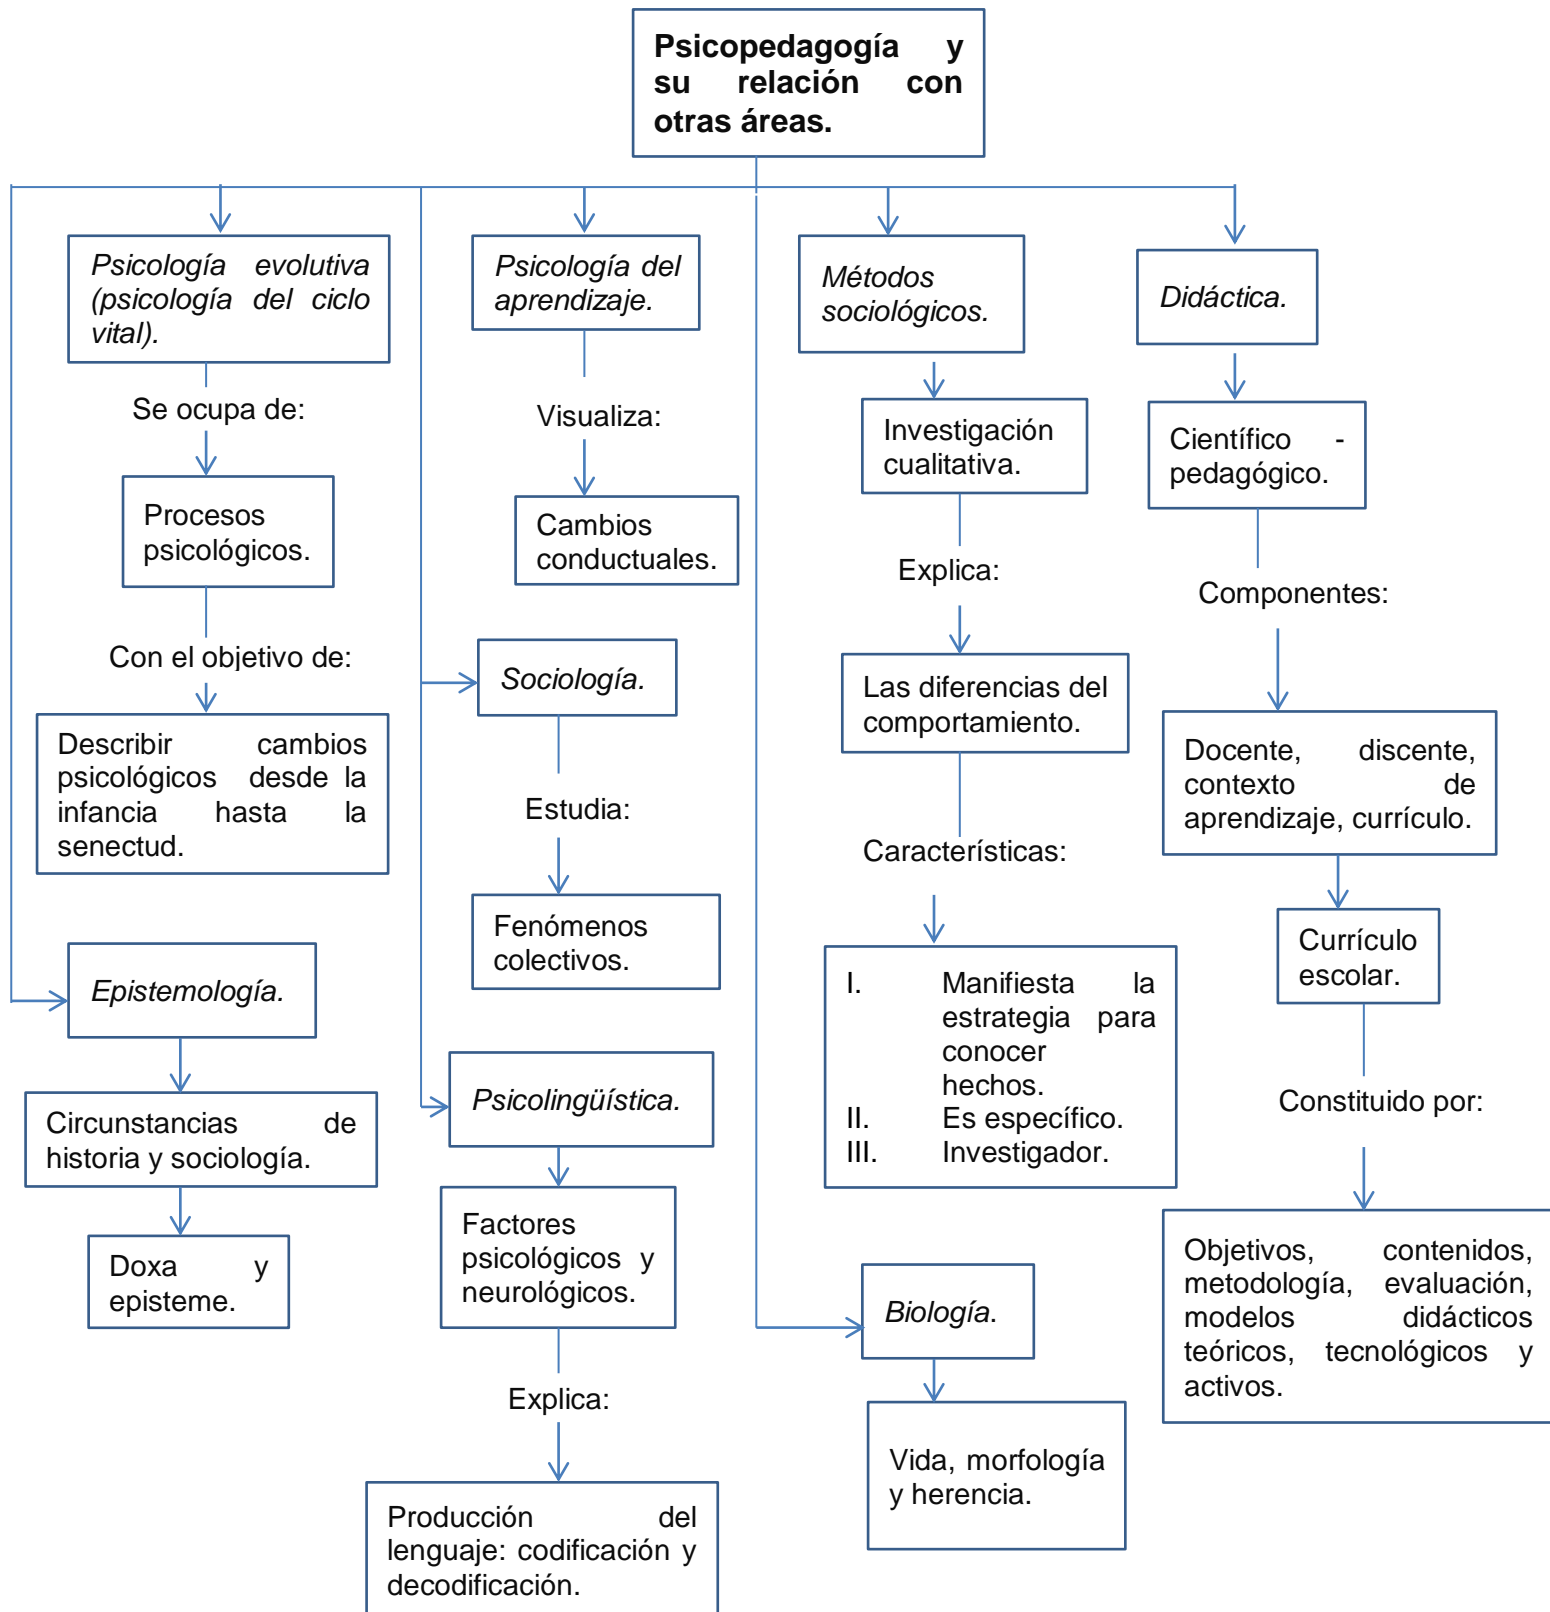 Psicopedagogía y
su relación con
otras áreas.
Psicología evolutiva
(psicología del ciclo
vital).
Se ocupa de:
Procesos
psicológicos.
Con el objetivo de:
Describir cambios
psicológicos desde la
infancia hasta la
senectud.
Epistemología.
Circunstancias de
historia y sociología.
Doxa y
episteme.
Psicología del
aprendizaje.
Visualiza:
Cambios
conductuales.
Sociología.
Estudia:
Fenómenos
colectivos.
Psicolingüística.
Factores
psicológicos y
neurológicos.
Explica:
Producción del
lenguaje: codificación y
decodificación.
Métodos
sociológicos.
Investigación
cualitativa.
Explica:
Las diferencias del
comportamiento.
Características:
I. Manifiesta la
estrategia para
conocer
hechos.
II. Es específico.
III. Investigador.
Biología.
Vida, morfología
y herencia.
Didáctica.
Científico -
pedagógico.
Componentes:
Docente, discente,
contexto de
aprendizaje, currículo.
Currículo
escolar.
Constituido por:
Objetivos, contenidos,
metodología, evaluación,
modelos didácticos
teóricos, tecnológicos y
activos.